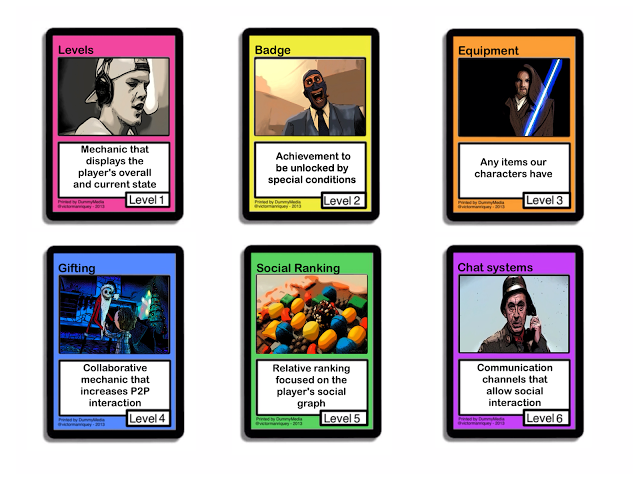 Levels
Mechanic that
displays the
player's overall
and current state
Printed by DummyMedia
@victormanriquey - 2013
Level 1
Badge
Achievement to
be unlocked by
special conditions
Printed by DummyMedia
@victormanriquey - 2013
Level 2
Equipment
Any items our
characters have
Printed by DummyMedia
@victormanriquey - 2013
Level 3
Gifting
Collaborative
mechanic that
increases P2P
interaction
Printed by DummyMedia
@victormanriquey - 2013
Level 4
Social Ranking
Relative ranking
focused on the
player's social
graph
Printed by DummyMedia
@victormanriquey - 2013
Level 5
Chat systems
Communication
channels that
allow social
interaction
Printed by DummyMedia
@victormanriquey - 2013
Level 6